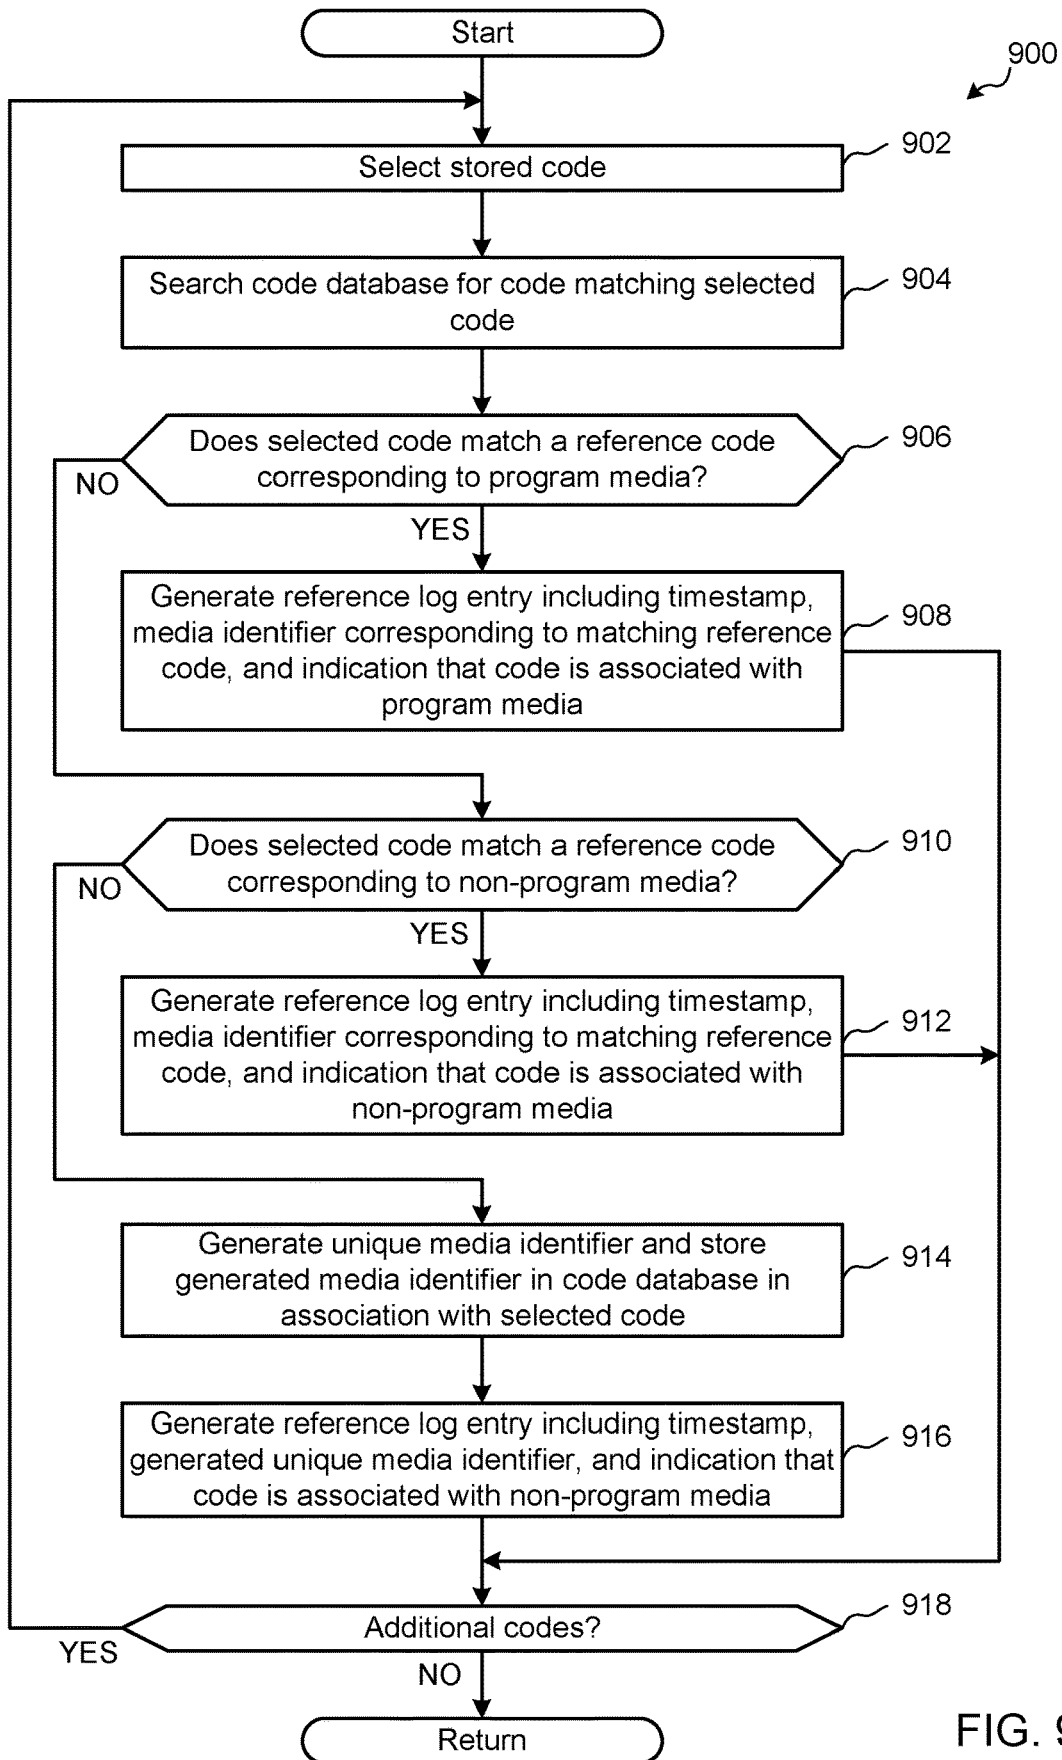 Start
900
Select stored code
902
Search code database for code matching selected
code
904
Does selected code match a reference code
corresponding to program media?
906
NO
YES
Generate reference log entry including timestamp,
media identifier corresponding to matching reference
code, and indication that code is associated with
program media
908
Does selected code match a reference code
corresponding to non-program media?
910
NO
YES
Generate reference log entry including timestamp,
media identifier corresponding to matching reference
code, and indication that code is associated with
non-program media
912
Generate unique media identifier and store
generated media identifier in code database in
association with selected code
914
Generate reference log entry including timestamp,
generated unique media identifier, and indication that
code is associated with non-program media
916
Additional codes?
918
YES
NO
Return
FIG. 9